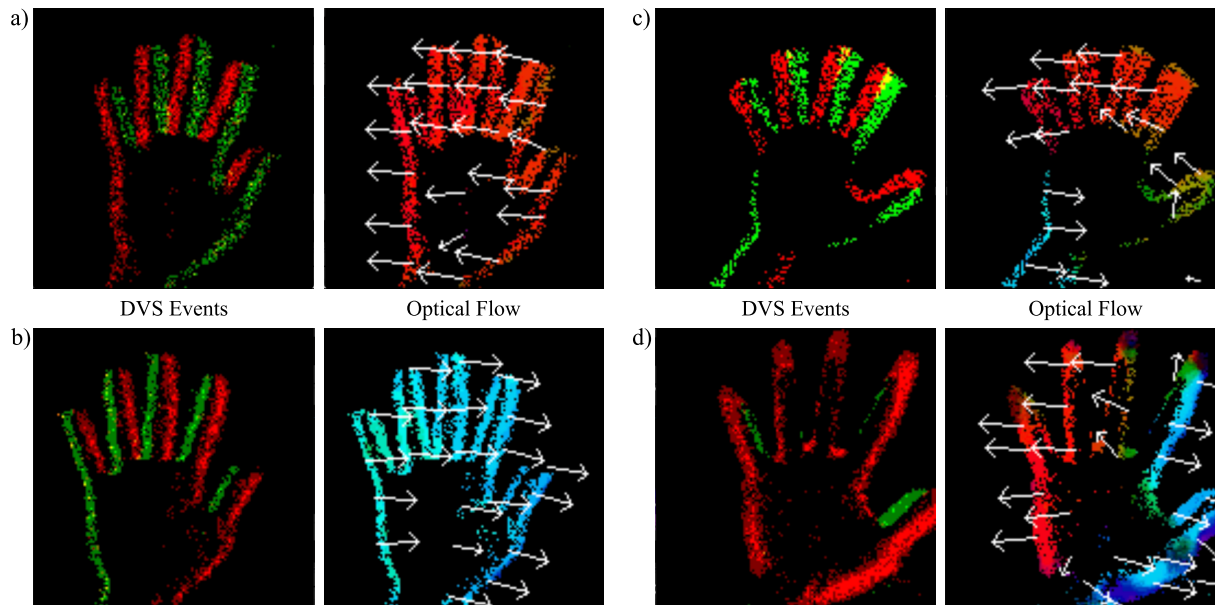 a)
c)
DVS Events
Optical Flow
DVS Events
Optical Flow
b)
d)